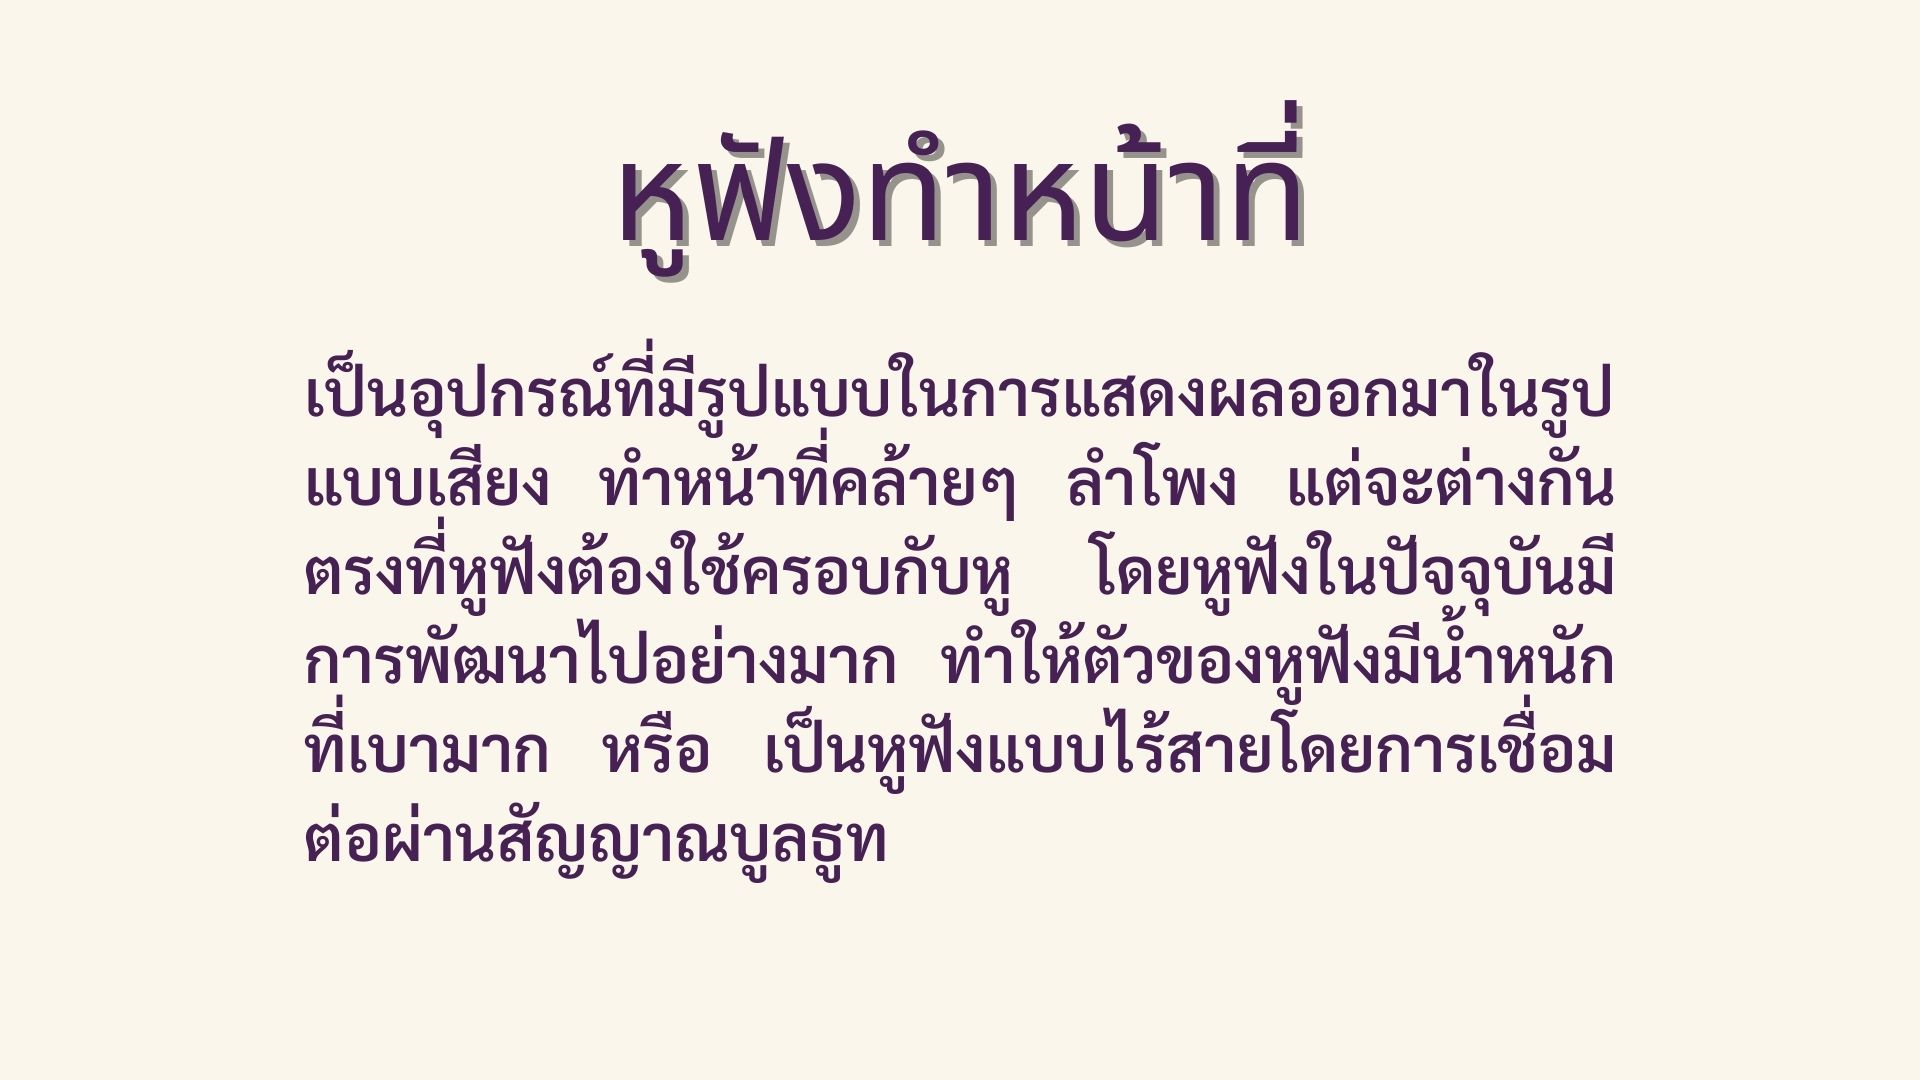 หูฟังทำหน้าที่
เป็นอุปกรณ์ที่มีรูปแบบในการแสดงผลออกมาในรูป
แบบเสียง ทำหน้าที่คล้ายๆ ลำโพง แต่จะต่างกัน
ตรงที่หูฟังต้องใช้ครอบกับหู โดยหูฟังในปัจจุบันมี
การพัฒนาไปอย่างมาก ทำให้ตัวของหูฟังมีน้ำหนัก
ที่เบามาก หรือ เป็นหูฟังแบบไร้สายโดยการเชื่อม
ต่อผ่านสัญญาณบูลธูท